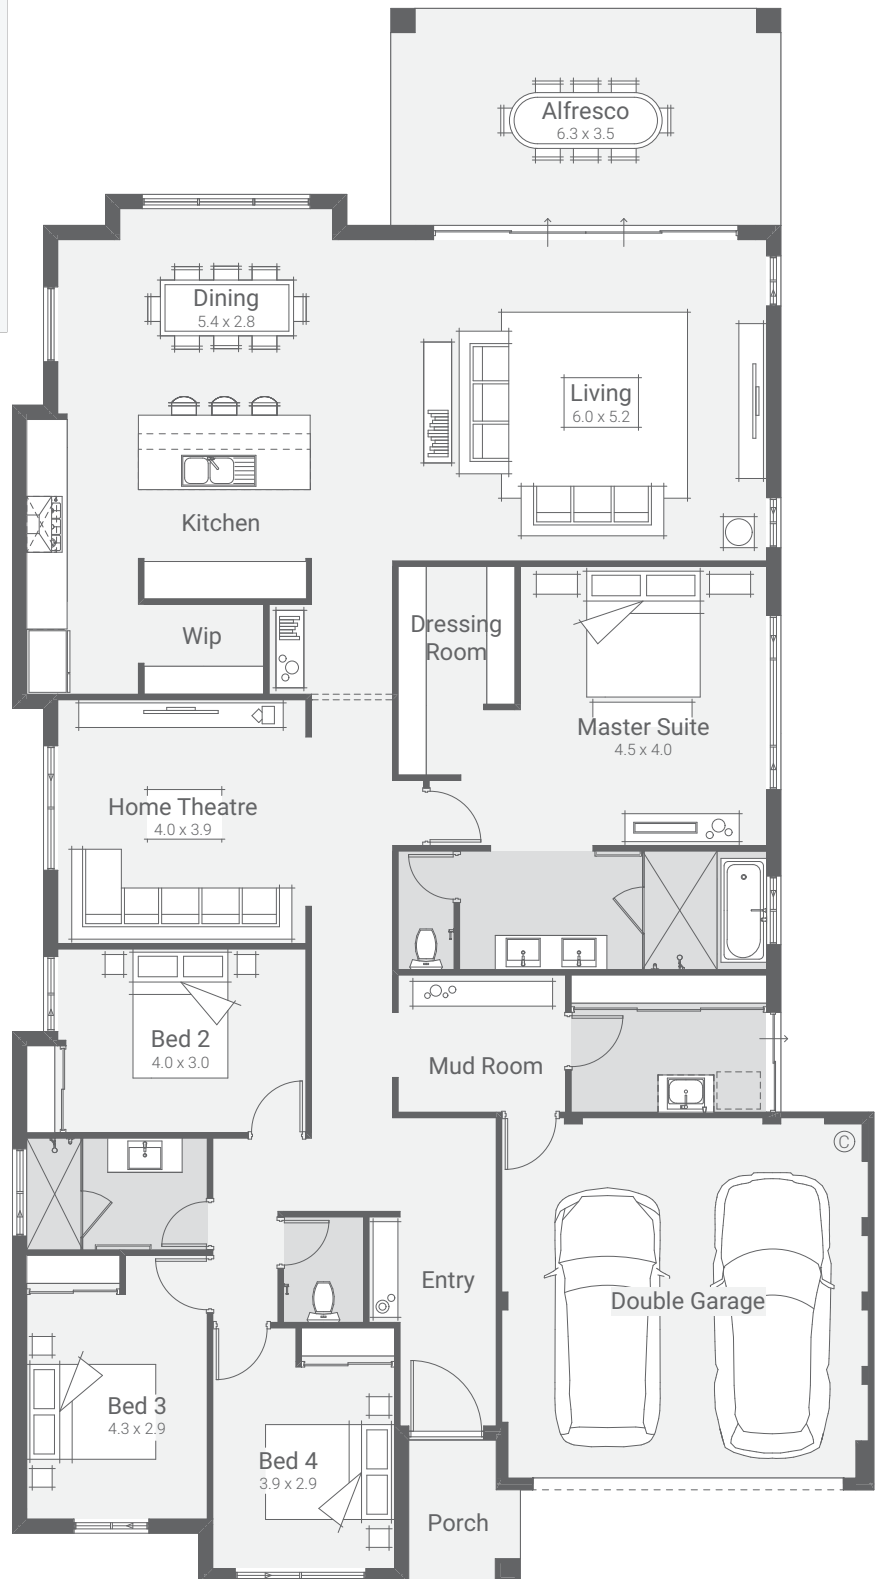 Alfresco
6.3 x 3.5
Dining
5.4 x 2.8
Living
6.0 x 5.2
Kitchen
Wip
Dressing
Room
Master Suite
4.5 x 4.0
Home Theatre
4.0 x 3.9
Bed 2
4.0 x 3.0
Mud Room
C
Entry
Double Garage
Bed 3
4.3 x 2.9
Bed 4
3.9 x 2.9
Porch